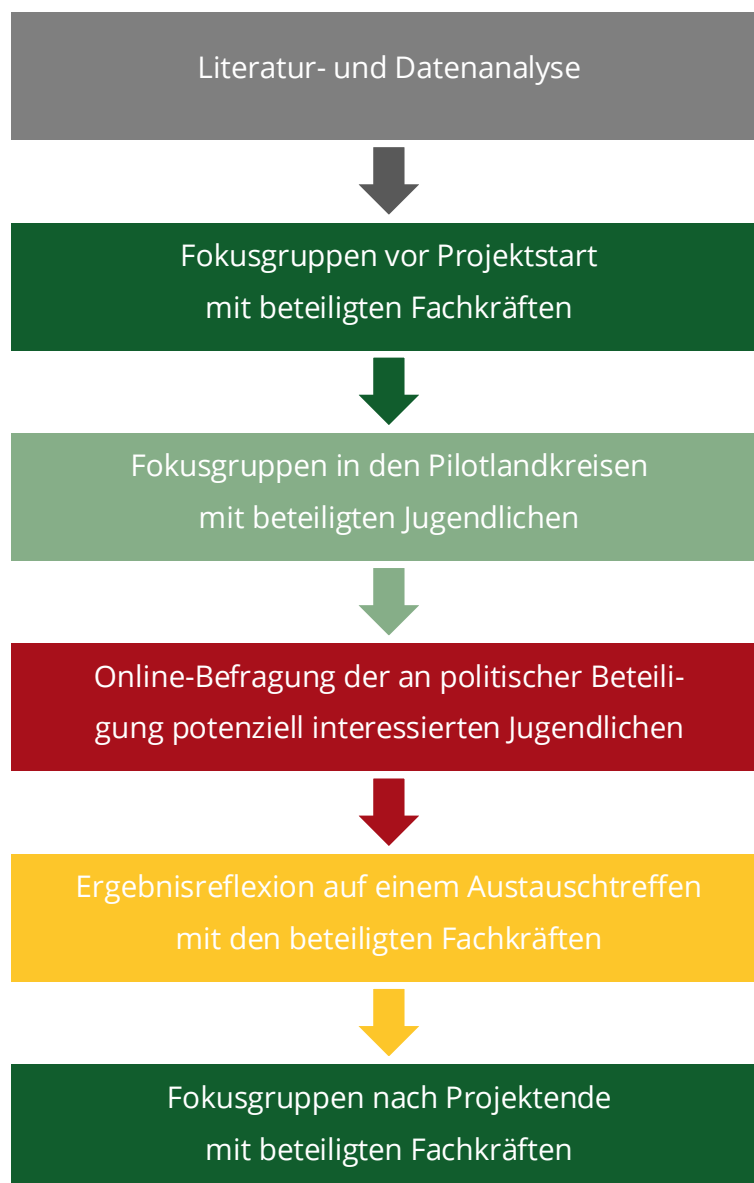 Literatur- und Datenanalyse
Fokusgruppen vor Projektstart
mit beteiligten Fachkräften
Fokusgruppen in den Pilotlandkreisen
mit beteiligten Jugendlichen
Online-Befragung der an politischer Beteili-
gung potenziell interessierten Jugendlichen
Ergebnisreflexion auf einem Austauschtreffen
mit den beteiligten Fachkräften
Fokusgruppen nach Projektende
mit beteiligten Fachkräften